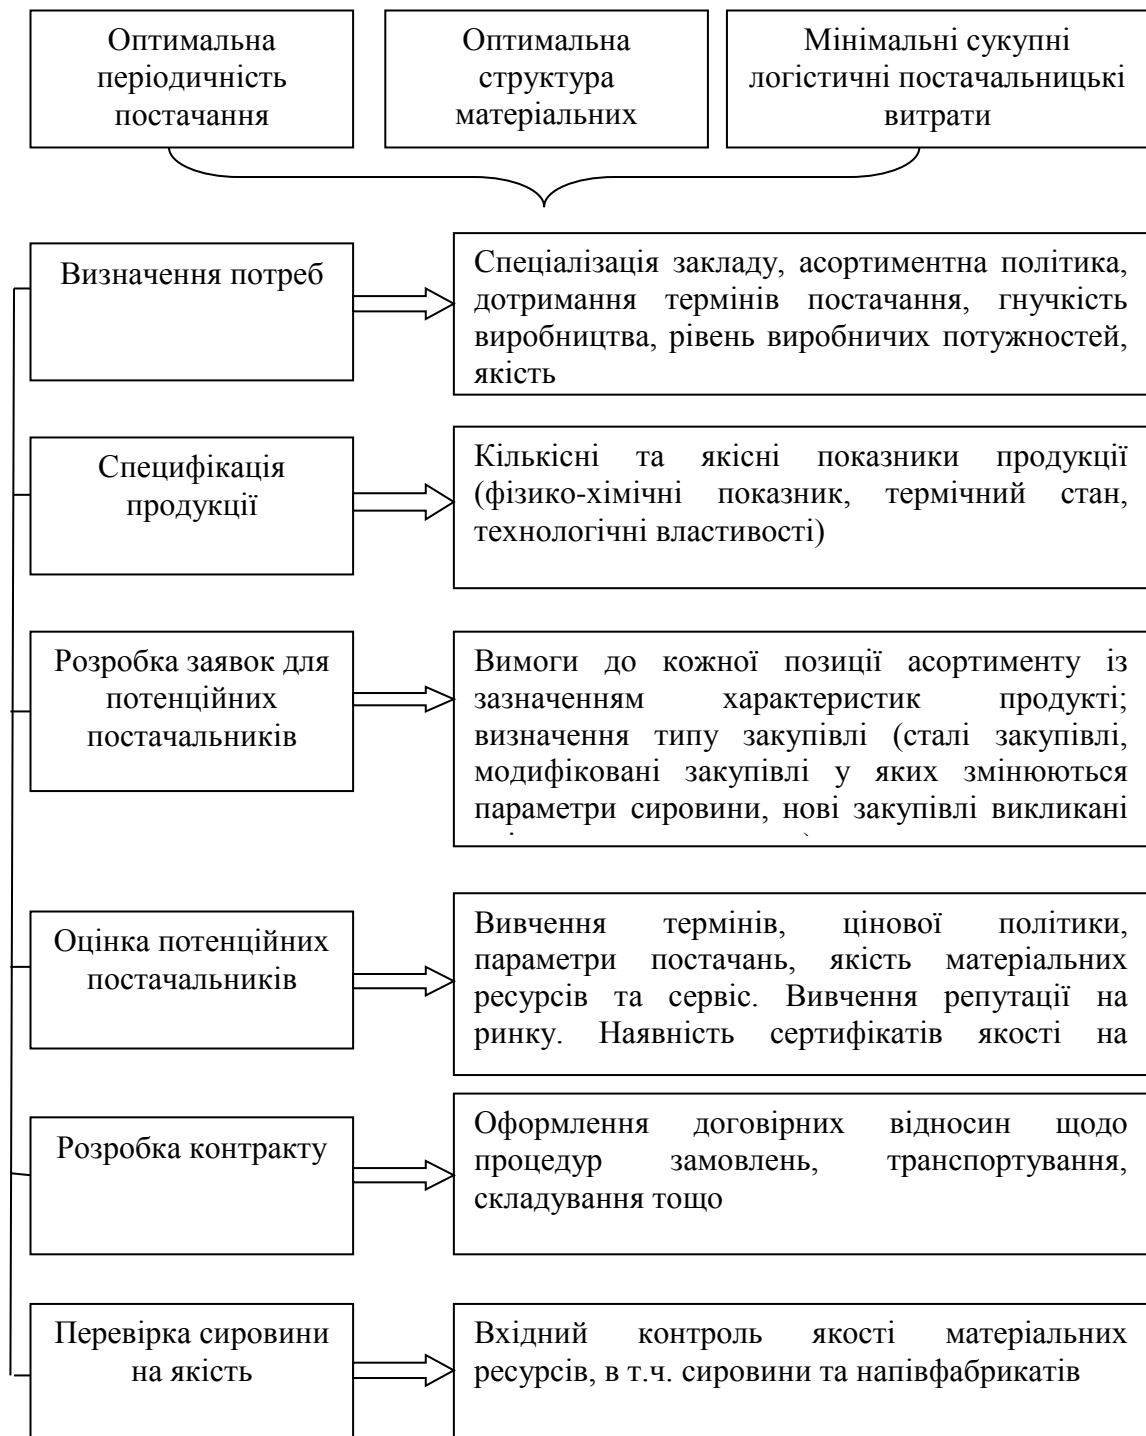 Оптимальна
періодичність
постачання
Оптимальна
структура
матеріальних
Мінімальні сукупні
логістичні постачальницькі
витрати
Визначення потреб
Спеціалізація закладу, асортиментна політика,
дотримання термінів постачання, гнучкість
виробництва, рівень виробничих потужностей,
якість
Специфікація
продукції
Кількісні та якісні показники продукції
(фізико-хімічні показник, термічний стан,
технологічні властивості)
Розробка заявок для
потенційних
постачальників
Вимоги до кожної позиції асортименту із
зазначенням характеристик продукті;
визначення типу закупівлі (сталі закупівлі,
модифіковані закупівлі у яких змінюються
параметри сировини, нові закупівлі викликані
Оцінка потенційних
постачальників
Вивчення термінів, цінової політики,
параметри постачань, якість матеріальних
ресурсів та сервіс. Вивчення репутації на
ринку. Наявність сертифікатів якості на
Розробка контракту
Оформлення договірних відносин щодо
процедур замовлень, транспортування,
складування тощо
Перевірка сировини
на якість
Вхідний контроль якості матеріальних
ресурсів, в т.ч. сировини та напівфабрикатів